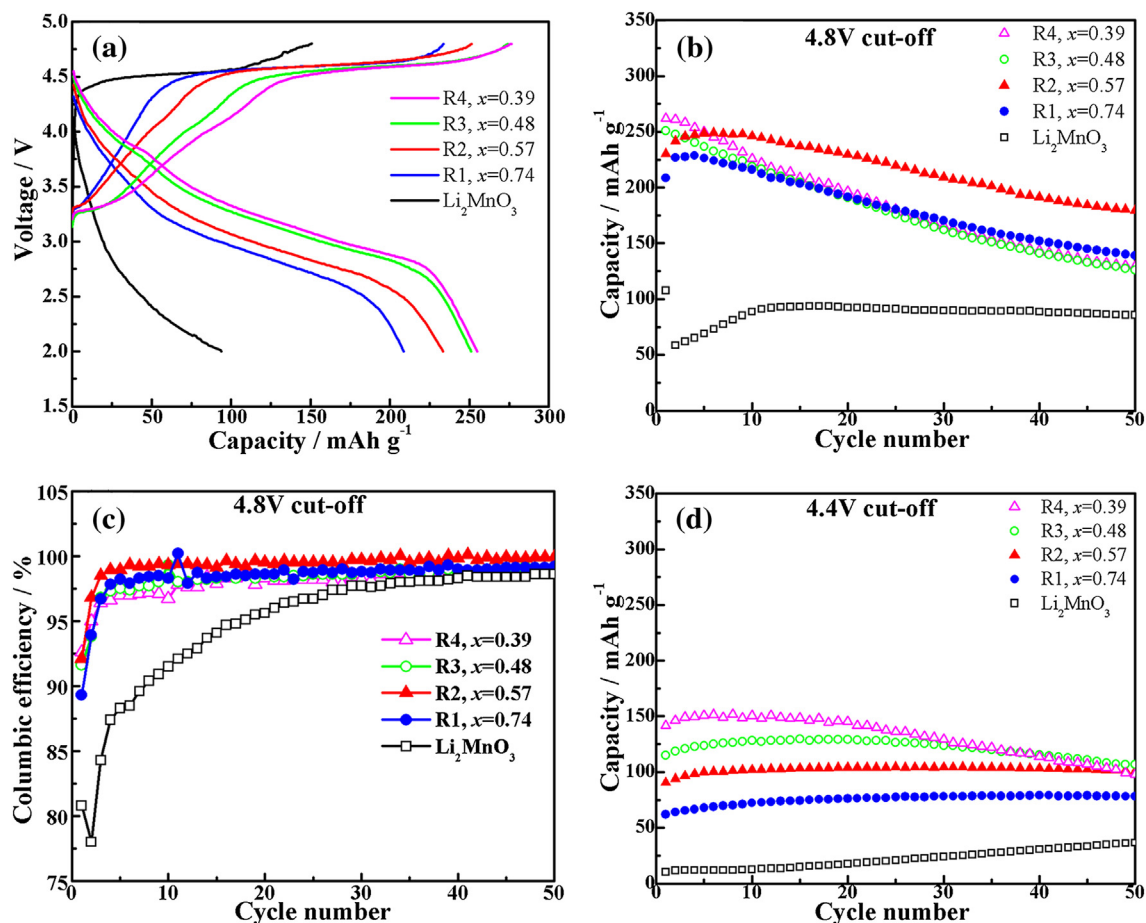 (a)
5.0
4.5
4.0
3.5
3.0
2.5
2.0
1.5
Voltage / V
R4, x=0.39
R3, x=0.48
R2, x=0.57
R1, x=0.74
Li₂MnO₃
0 50 100 150 200 250 300
Capacity / mAh g⁻¹
(b)
4.8V cut-off
350
300
250
200
150
100
50
0
Capacity / mAh g⁻¹
R4, x=0.39
R3, x=0.48
R2, x=0.57
R1, x=0.74
Li₂MnO₃
0 10 20 30 40 50
Cycle number
(c)
4.8V cut-off
105
100
95
90
85
80
75
Columbic efficiency / %
R4, x=0.39
R3, x=0.48
R2, x=0.57
R1, x=0.74
Li₂MnO₃
0 10 20 30 40 50
Cycle number
(d)
4.4V cut-off
350
300
250
200
150
100
50
0
Capacity / mAh g⁻¹
R4, x=0.39
R3, x=0.48
R2, x=0.57
R1, x=0.74
Li₂MnO₃
0 10 20 30 40 50
Cycle number